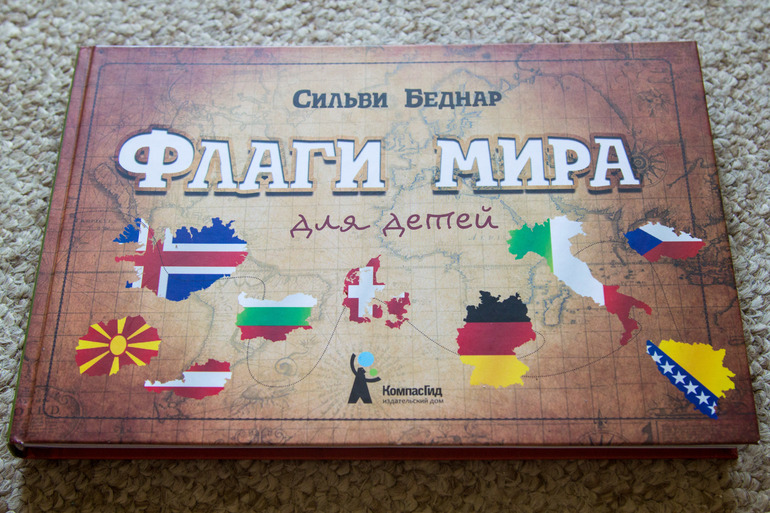 Сильви Беднар
Флаги мира
для детей
КомпасГид
издательский дом